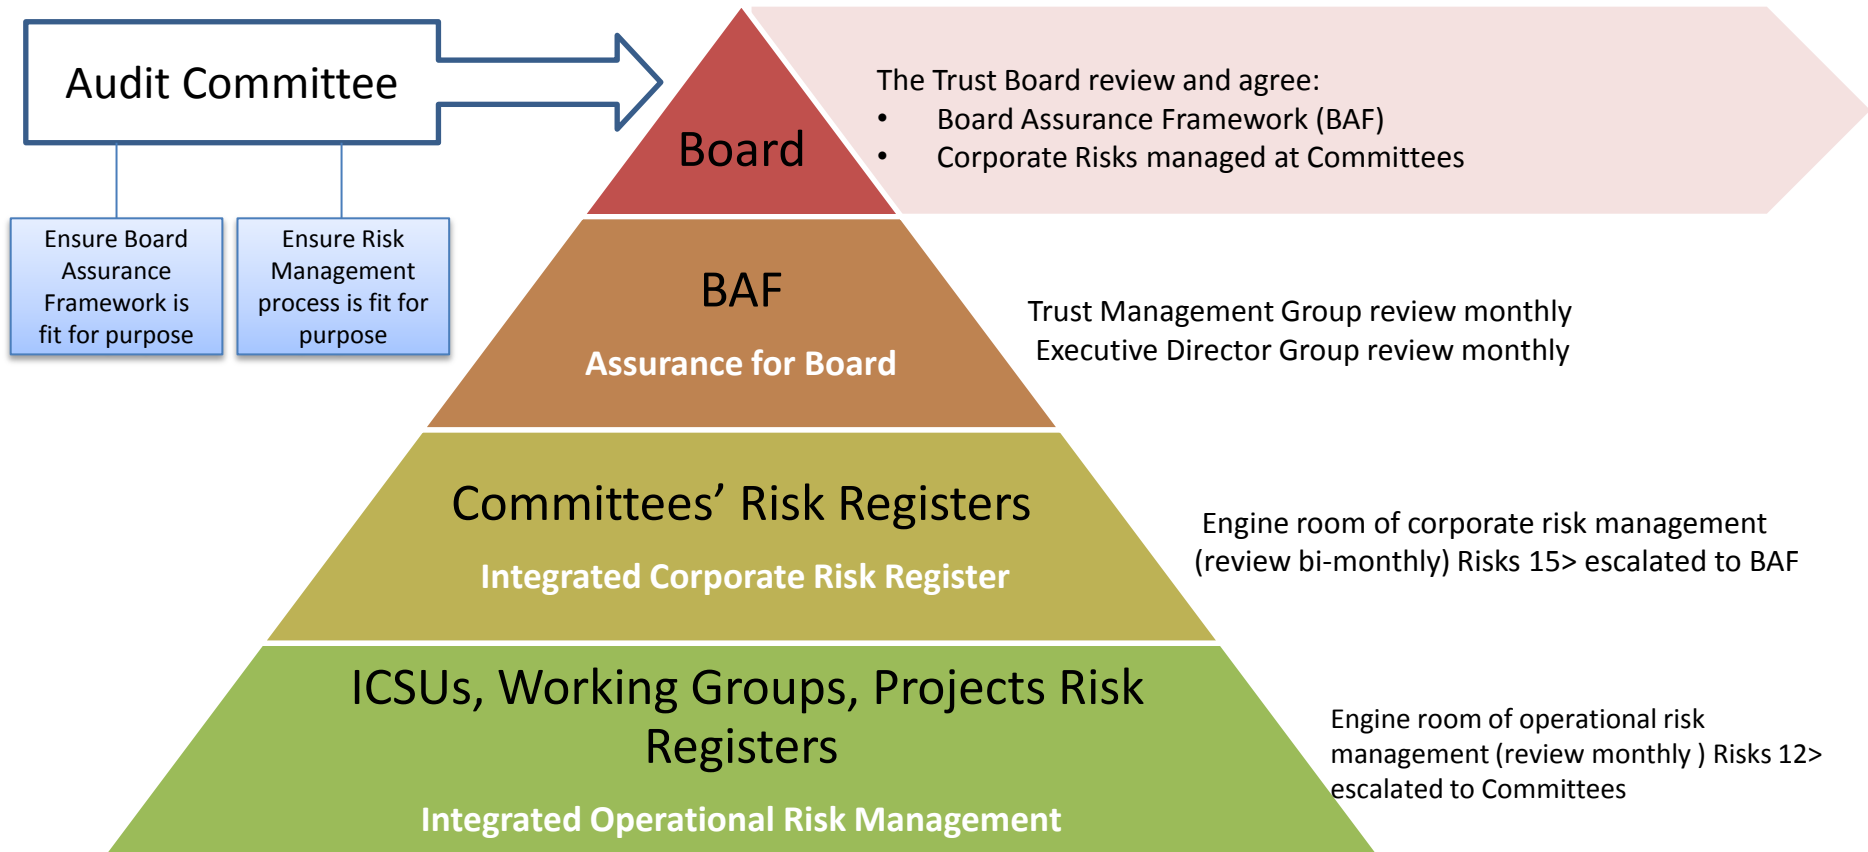 Audit Committee
Ensure Board
Assurance
Framework is
fit for purpose
Ensure Risk
Management
process is fit for
purpose
Board
The Trust Board review and agree:
• Board Assurance Framework (BAF)
• Corporate Risks managed at Committees
BAF
Assurance for Board
Trust Management Group review monthly
Executive Director Group review monthly
Committees’ Risk Registers
Integrated Corporate Risk Register
Engine room of corporate risk management
(review bi-monthly) Risks 15> escalated to BAF
ICSUs, Working Groups, Projects Risk
Registers
Integrated Operational Risk Management
Engine room of operational risk
management (review monthly ) Risks 12>
escalated to Committees